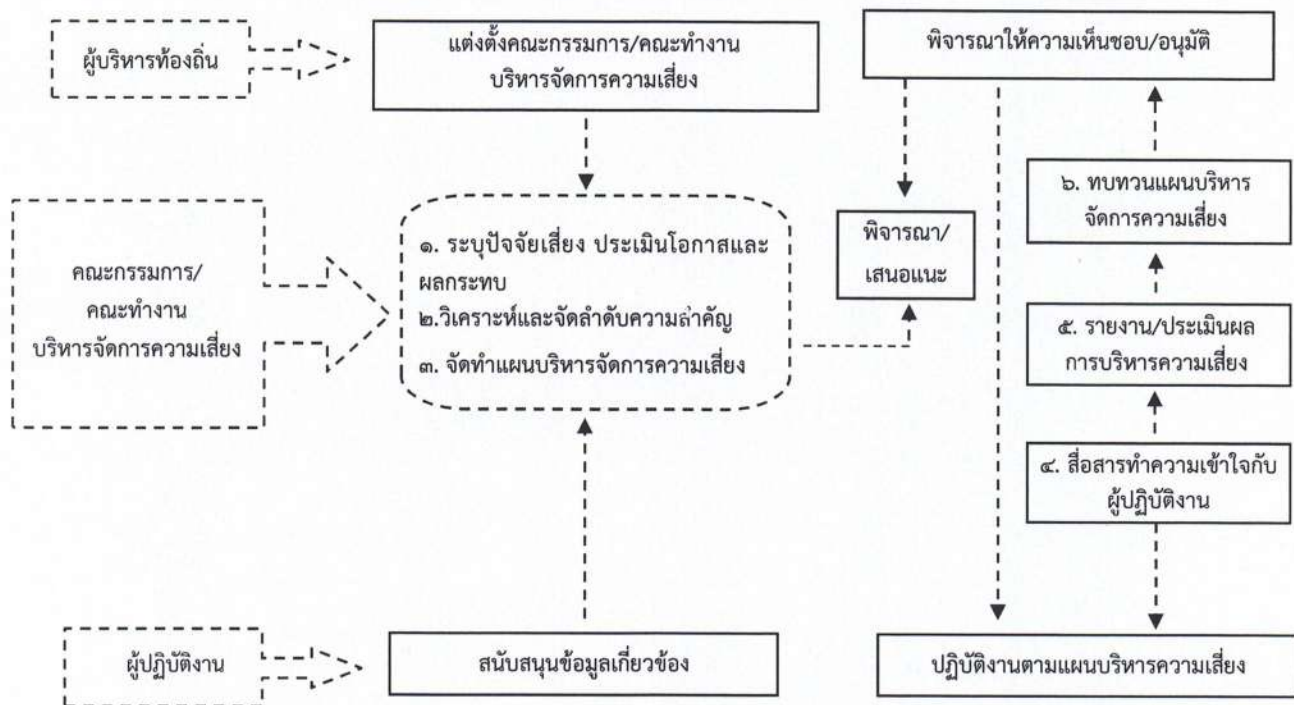 ผู้บริหารท้องถิ่น
แต่งตั้งคณะกรรมการ/คณะทำงาน
บริหารจัดการความเสี่ยง
พิจารณาให้ความเห็นชอบ/อนุมัติ
คณะกรรมการ/
คณะทำงาน
บริหารจัดการความเสี่ยง
๑. ระบุปัจจัยเสี่ยง ประเมินโอกาสและ
ผลกระทบ
๒.วิเคราะห์และจัดลำดับความสำคัญ
๓. จัดทำแผนบริหารจัดการความเสี่ยง
พิจารณา/
เสนอแนะ
๖. ทบทวนแผนบริหาร
จัดการความเสี่ยง
๕. รายงาน/ประเมินผล
การบริหารความเสี่ยง
๔. สื่อสารทำความเข้าใจกับ
ผู้ปฏิบัติงาน
ผู้ปฏิบัติงาน
สนับสนุนข้อมูลเกี่ยวข้อง
ปฏิบัติงานตามแผนบริหารความเสี่ยง